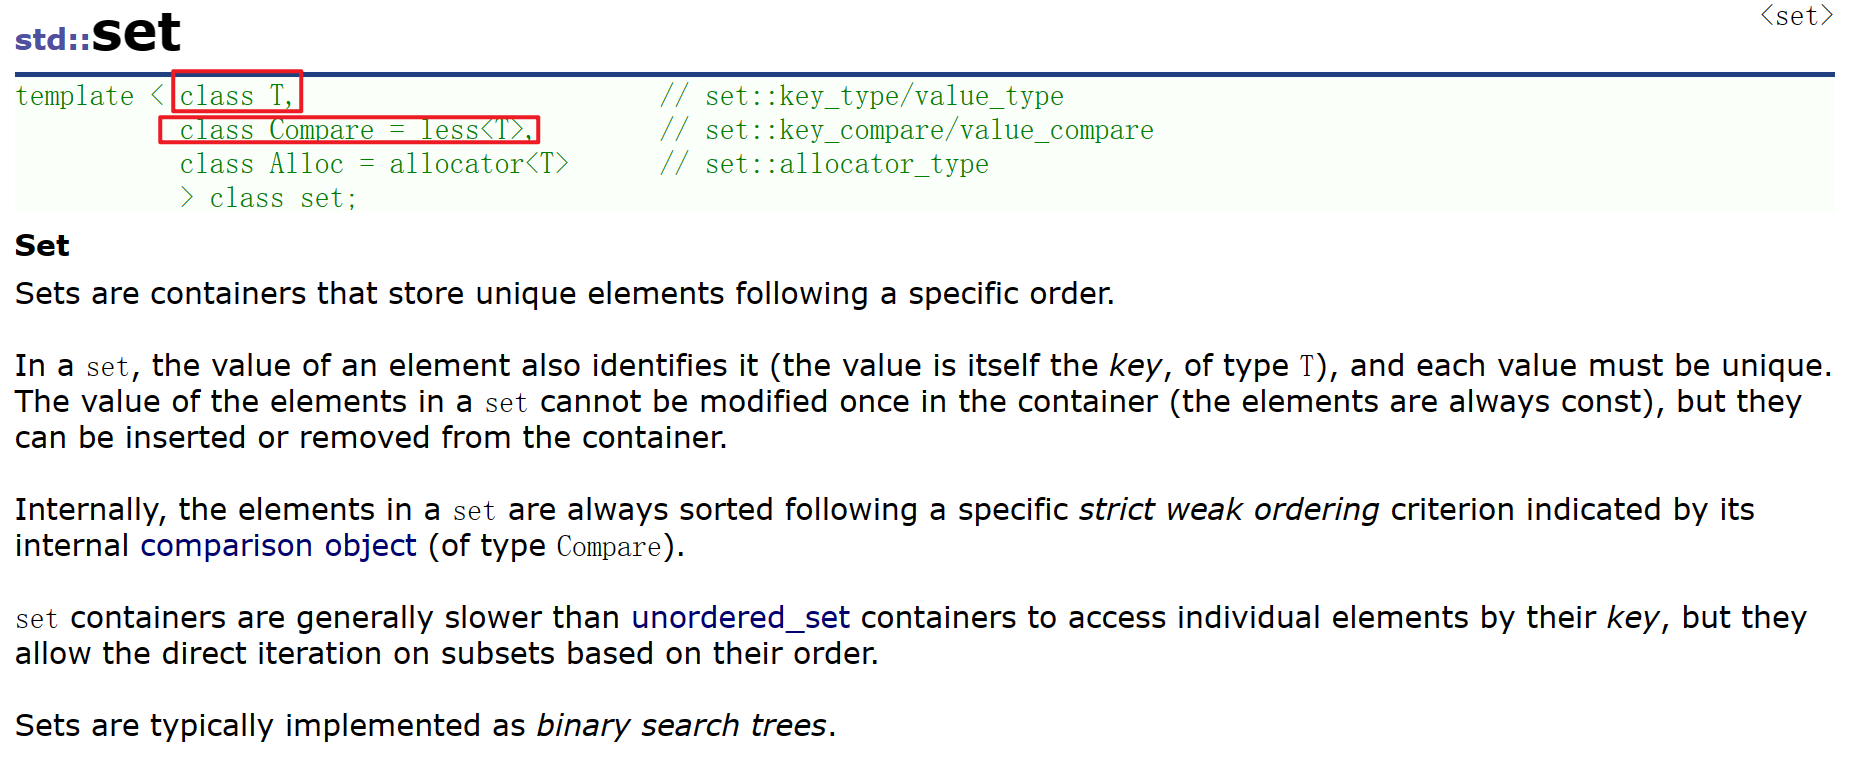 std::set
<set>
template < class T,                      // set::key_type/value_type
           class Compare = less<T>,        // set::key_compare/value_compare
           class Alloc = allocator<T>      // set::allocator_type
           > class set;
Set
Sets are containers that store unique elements following a specific order.
In a set, the value of an element also identifies it (the value is itself the key, of type T), and each value must be unique.
The value of the elements in a set cannot be modified once in the container (the elements are always const), but they
can be inserted or removed from the container.
Internally, the elements in a set are always sorted following a specific strict weak ordering criterion indicated by its
internal comparison object (of type Compare).
set containers are generally slower than unordered_set containers to access individual elements by their key, but they
allow the direct iteration on subsets based on their order.
Sets are typically implemented as binary search trees.